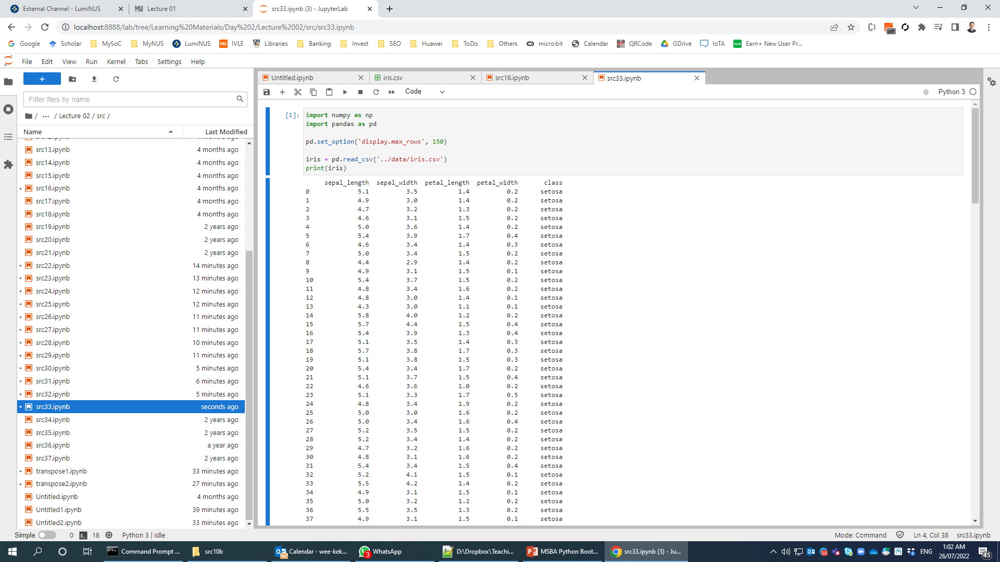 External Channel - LumiNUS
MW Lecture 01
src33.ipynb (3) - JupyterLab
localhost:8888/lab/tree/Learning%20Materials/Day%202/Lecture%2002/src/src33.ipynb
off
Google Scholar MySoC MyNUS LumiNUS ME IVLE Libraries Banking Invest SEO Huawei ToDo Others micro:bit Calendar QRCode GDrive IoTA Grab Earn+ New User Pr...
File Edit View Run Kernel Tabs Settings Help
Filter files by name
/ ··· / Lecture 02 / src /
Name Last Modified
src13.ipynb 4 months ago
src14.ipynb 4 months ago
src15.ipynb 4 months ago
src16.ipynb 4 months ago
src17.ipynb 4 months ago
src18.ipynb 4 months ago
src19.ipynb 2 years ago
src20.ipynb 2 years ago
src21.ipynb 2 years ago
src22.ipynb 14 minutes ago
src23.ipynb 13 minutes ago
src24.ipynb 12 minutes ago
src25.ipynb 12 minutes ago
src26.ipynb 11 minutes ago
src27.ipynb 11 minutes ago
src28.ipynb 10 minutes ago
src29.ipynb 11 minutes ago
src30.ipynb 5 minutes ago
src31.ipynb 6 minutes ago
src32.ipynb 5 minutes ago
src33.ipynb seconds ago
src34.ipynb 2 years ago
src35.ipynb 2 years ago
src36.ipynb a year ago
src37.ipynb 2 years ago
transpose1.ipynb 33 minutes ago
transpose2.ipynb 27 minutes ago
Untitled.ipynb 4 months ago
Untitled1.ipynb 39 minutes ago
Untitled2.ipynb 33 minutes ago
Untitled.ipynb iris.csv src16.ipynb src33.ipynb
Code Python 3
[1]: import numpy as np
import pandas as pd
pd.set_option('display.max_rows', 150)
iris = pd.read_csv('../data/iris.csv')
print(iris)
sepal_length sepal_width petal_length petal_width class
0 5.1 3.5 1.4 0.2 setosa
1 4.9 3.0 1.4 0.2 setosa
2 4.7 3.2 1.3 0.2 setosa
3 4.6 3.1 1.5 0.2 setosa
4 5.0 3.6 1.4 0.2 setosa
5 5.4 3.9 1.7 0.4 setosa
6 4.6 3.4 1.4 0.3 setosa
7 5.0 3.4 1.5 0.2 setosa
8 4.4 2.9 1.4 0.2 setosa
9 4.9 3.1 1.5 0.1 setosa
10 5.4 3.7 1.5 0.2 setosa
11 4.8 3.4 1.6 0.2 setosa
12 4.8 3.0 1.4 0.1 setosa
13 4.3 3.0 1.1 0.1 setosa
14 5.8 4.0 1.2 0.2 setosa
15 5.7 4.4 1.5 0.4 setosa
16 5.4 3.9 1.3 0.4 setosa
17 5.1 3.5 1.4 0.3 setosa
18 5.7 3.8 1.7 0.3 setosa
19 5.1 3.8 1.5 0.3 setosa
20 5.4 3.4 1.7 0.2 setosa
21 5.1 3.7 1.5 0.4 setosa
22 4.6 3.6 1.0 0.2 setosa
23 5.1 3.3 1.7 0.5 setosa
24 4.8 3.4 1.9 0.2 setosa
25 5.0 3.0 1.6 0.2 setosa
26 5.0 3.4 1.6 0.4 setosa
27 5.2 3.5 1.5 0.2 setosa
28 5.2 3.4 1.4 0.2 setosa
29 4.7 3.2 1.6 0.2 setosa
30 4.8 3.1 1.6 0.2 setosa
31 5.4 3.4 1.5 0.4 setosa
32 5.2 4.1 1.5 0.1 setosa
33 5.5 4.2 1.4 0.2 setosa
34 4.9 3.1 1.5 0.1 setosa
35 5.0 3.2 1.2 0.2 setosa
36 5.5 3.5 1.3 0.2 setosa
37 4.9 3.1 1.5 0.1 setosa
Simple 0 18 Python 3 | Idle Mode: Command Ln 4, Col 38 src33.ipynb
Command Prompt ... src10b Calendar - wee-kek... 3 WhatsApp D:\Dropbox\Teachi... MSBA Python Boot... src33.ipynb (3) - Ju... 28 ENG 1:02 AM 45
26/07/2022